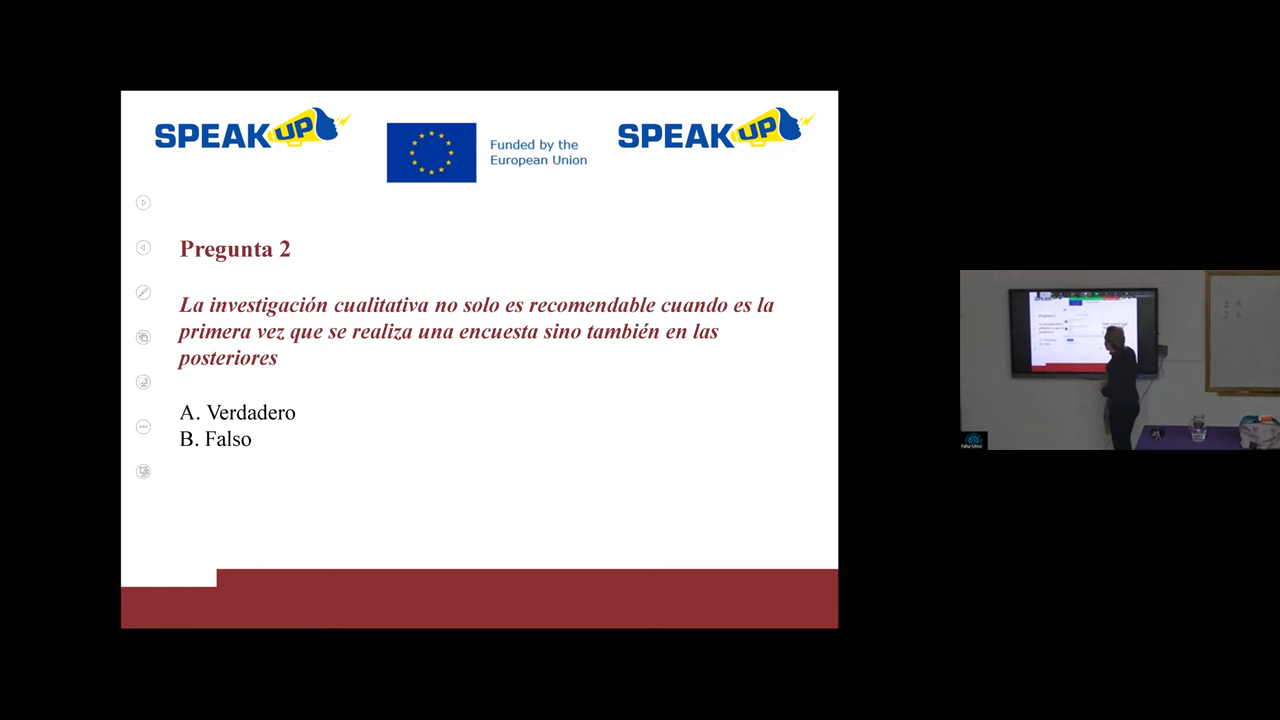 SPEAK UP
Funded by the
European Union
SPEAK UP
Pregunta 2
La investigación cualitativa no solo es recomendable cuando es la
primera vez que se realiza una encuesta sino también en las
posteriores
A. Verdadero
B. Falso